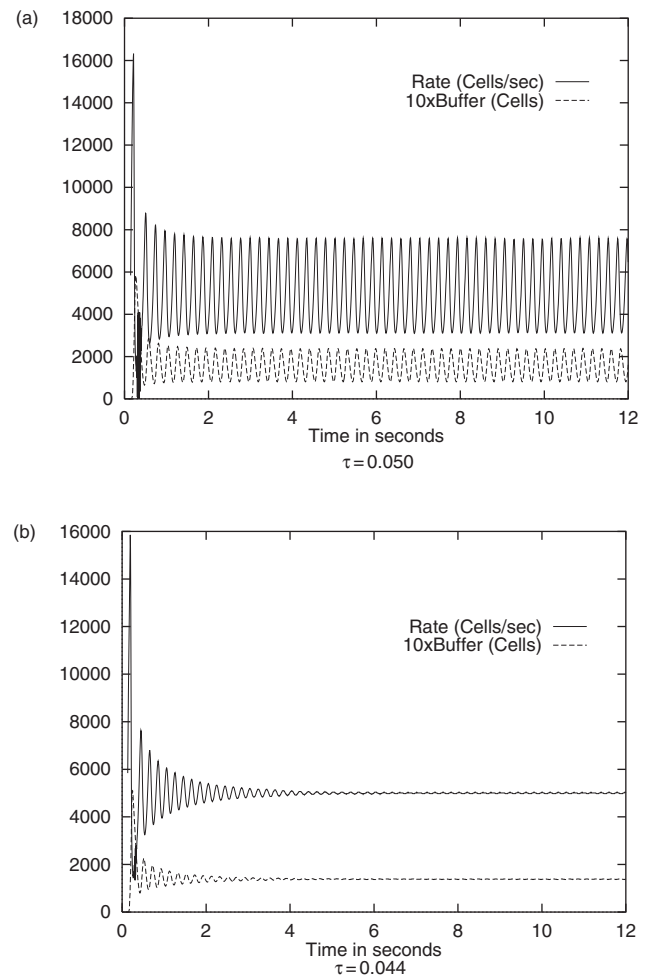 (a)
18000
16000
14000
12000
10000
8000
6000
4000
2000
0
Rate (Cells/sec)
10xBuffer (Cells)
0 2 4 6 8 10 12
Time in seconds
τ=0.050
(b)
16000
14000
12000
10000
8000
6000
4000
2000
0
Rate (Cells/sec)
10xBuffer (Cells)
0 2 4 6 8 10 12
Time in seconds
τ=0.044